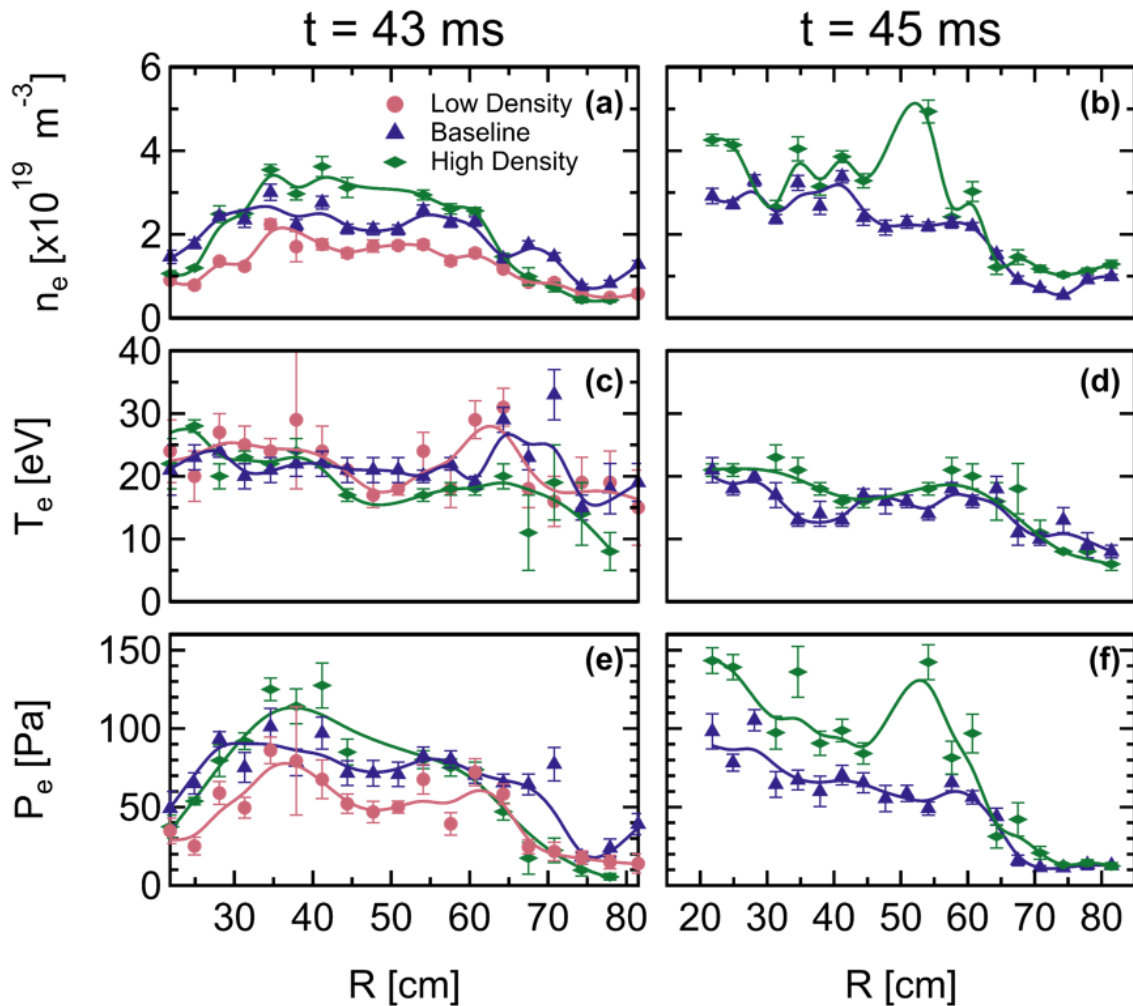 t = 43 ms
t = 45 ms
n_e [x10^19 m^-3]
6
4
2
0
(a)
Low Density
Baseline
High Density
(b)
T_e [eV]
40
30
20
10
0
(c)
(d)
P_e [Pa]
150
100
50
0
(e)
(f)
30 40 50 60 70 80
20 30 40 50 60 70 80
R [cm]
R [cm]